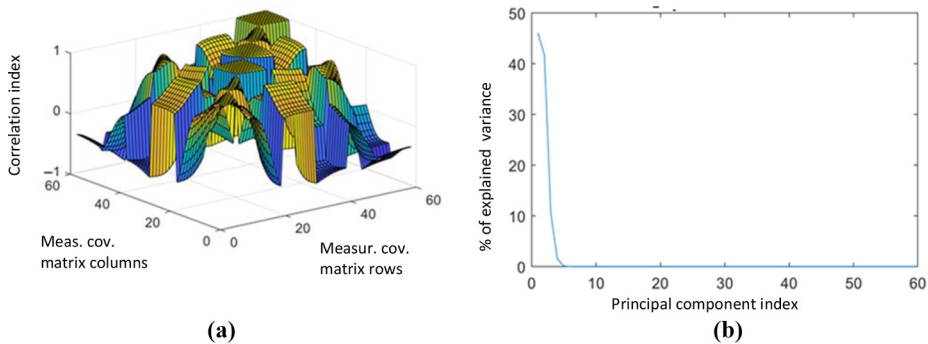 Correlation index
1
0
−1
60
40
20
0
0
20
40
60
Meas. cov.
matrix columns
Measur. cov.
matrix rows
(a)
% of explained variance
50
40
30
20
10
0
0 10 20 30 40 50 60
Principal component index
(b)